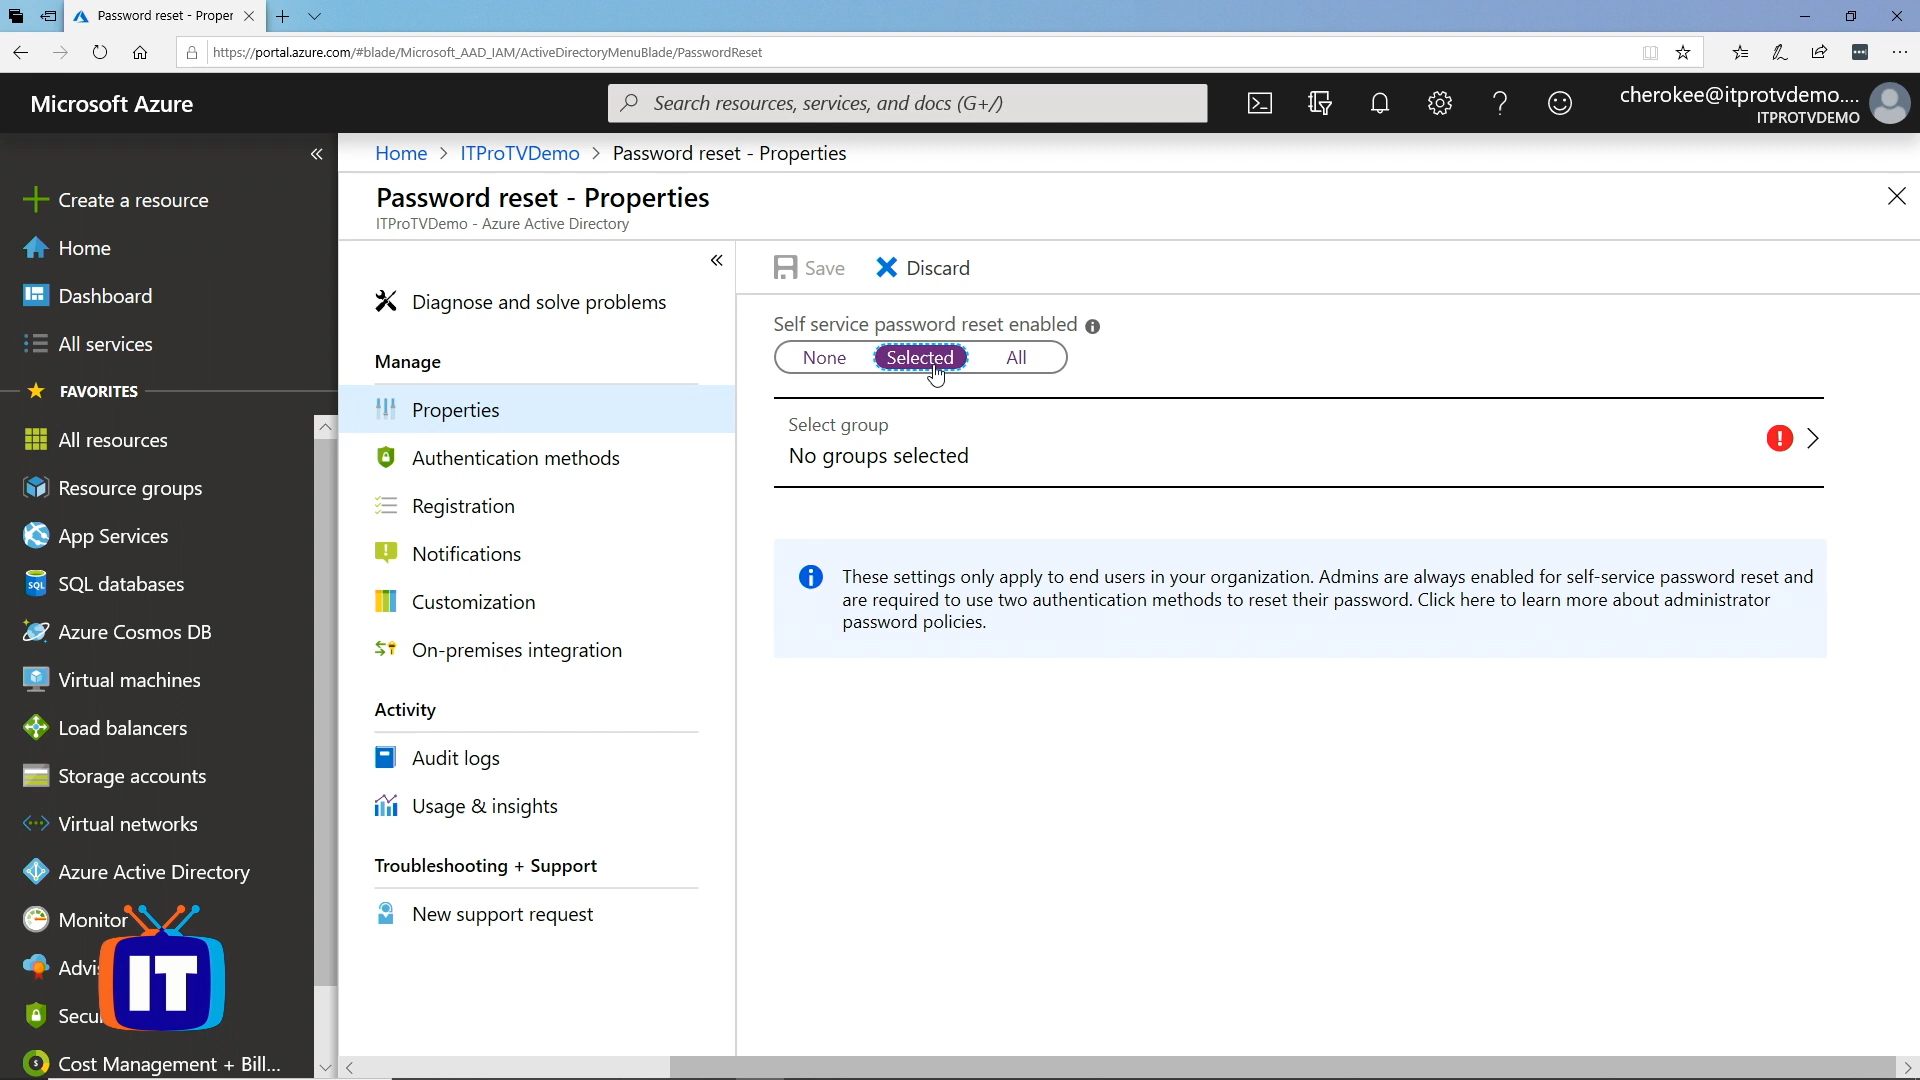 Password reset - Proper
https://portal.azure.com/#blade/Microsoft_AAD_IAM/ActiveDirectoryMenuBlade/PasswordReset
Microsoft Azure
Search resources, services, and docs (G+/)
cherokee@itprotvdemo....
ITPROTVDEMO
Home > ITProTVDemo > Password reset - Properties
Password reset - Properties
ITProTVDemo - Azure Active Directory
Create a resource
Home
Dashboard
All services
FAVORITES
All resources
Resource groups
App Services
SQL databases
Azure Cosmos DB
Virtual machines
Load balancers
Storage accounts
Virtual networks
Azure Active Directory
Monitor
Advi
Secu
Cost Management + Bill...
IT
Diagnose and solve problems
Manage
Properties
Authentication methods
Registration
Notifications
Customization
On-premises integration
Activity
Audit logs
Usage & insights
Troubleshooting + Support
New support request
Save Discard
Self service password reset enabled
None Selected All
Select group
No groups selected
These settings only apply to end users in your organization. Admins are always enabled for self-service password reset and
are required to use two authentication methods to reset their password. Click here to learn more about administrator
password policies.